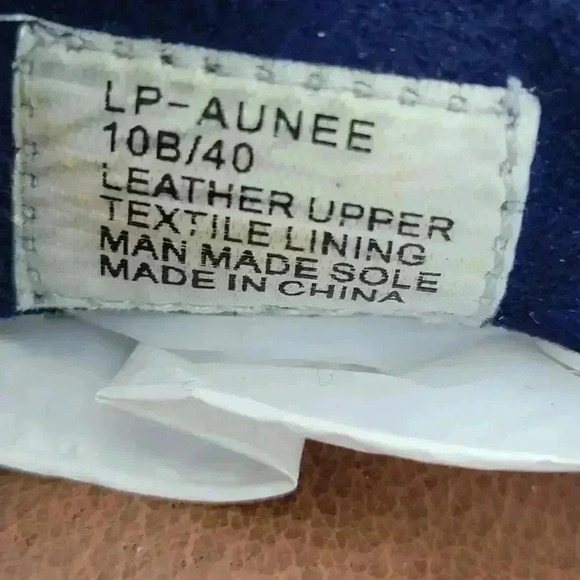 LP-AUNEE
10B/40
LEATHER UPPER
TEXTILE LINING
MAN MADE SOLE
MADE IN CHINA